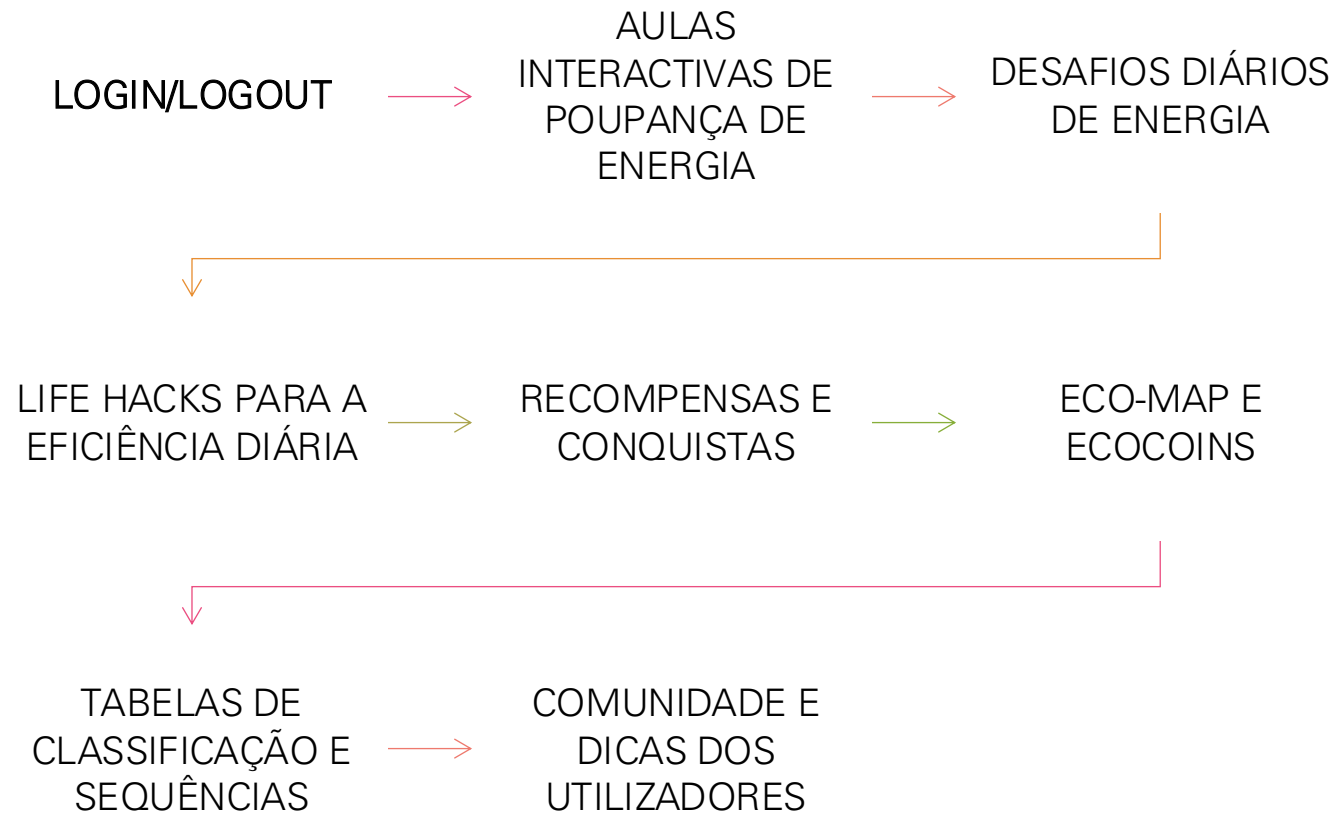 LOGIN/LOGOUT
AULAS
INTERACTIVAS DE
POUPANÇA DE
ENERGIA
DESAFIOS DIÁRIOS
DE ENERGIA
LIFE HACKS PARA A
EFICIÊNCIA DIÁRIA
RECOMPENSAS E
CONQUISTAS
ECO-MAP E
ECOCOINS
TABELAS DE
CLASSIFICAÇÃO E
SEQUÊNCIAS
COMUNIDADE E
DICAS DOS
UTILIZADORES